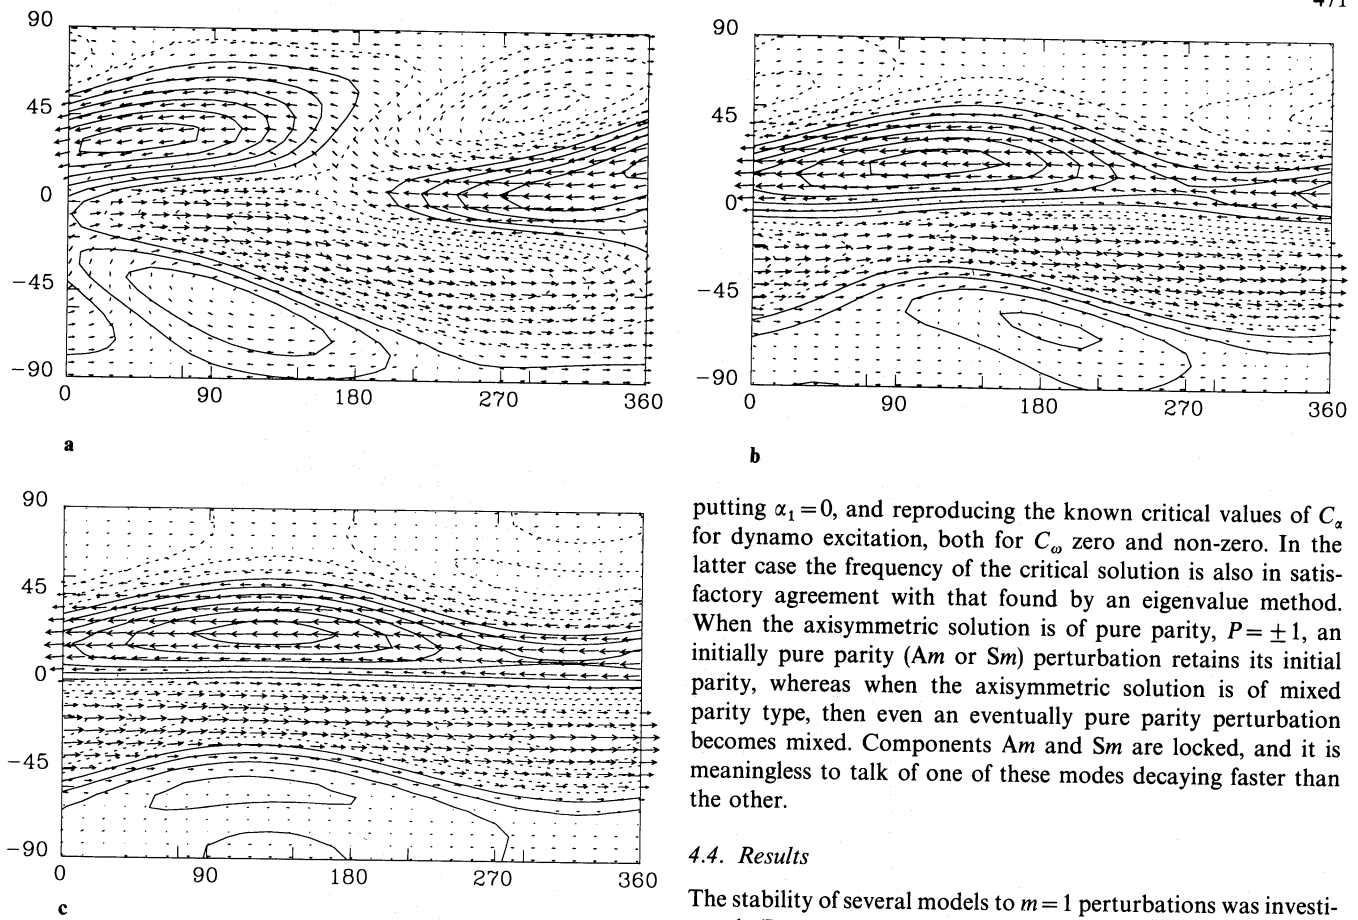 90
45
0
−45
−90
0 90 180 270 360
a
90
45
0
−45
−90
0 90 180 270 360
b
90
45
0
−45
−90
0 90 180 270 360
c
putting α₁=0, and reproducing the known critical values of Cα
for dynamo excitation, both for Cω zero and non-zero. In the
latter case the frequency of the critical solution is also in satis-
factory agreement with that found by an eigenvalue method.
When the axisymmetric solution is of pure parity, P= ±1, an
initially pure parity (Am or Sm) perturbation retains its initial
parity, whereas when the axisymmetric solution is of mixed
parity type, then even an eventually pure parity perturbation
becomes mixed. Components Am and Sm are locked, and it is
meaningless to talk of one of these modes decaying faster than
the other.
4.4. Results
The stability of several models to m=1 perturbations was investi-